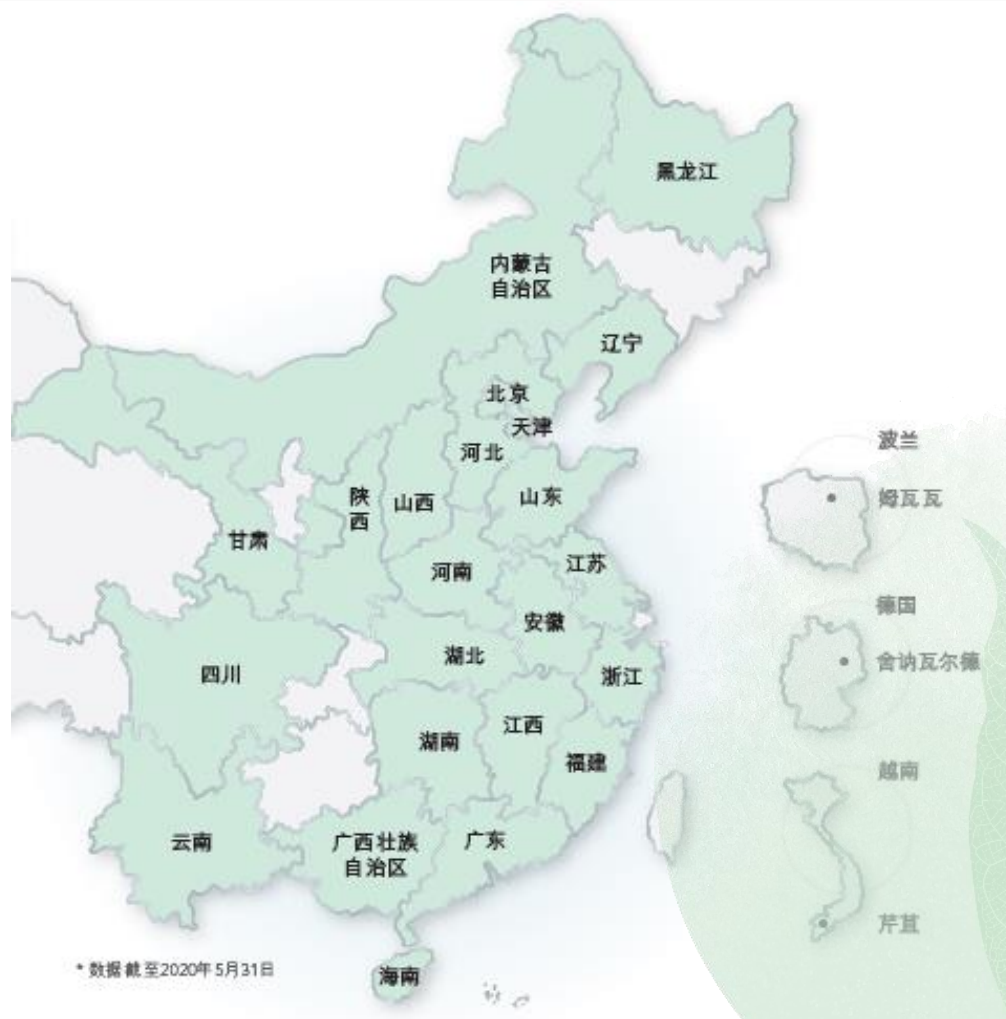 黑龙江
内蒙古
自治区
辽宁
北京
天津
河北
山东
山西
陕
西
甘肃
河南
江苏
安徽
湖北
四川
浙江
江西
湖南
福建
云南
广西壮族
自治区
广东
海南
* 数据截至2020年5月31日
波兰
姆瓦瓦
德国
舍讷瓦尔德
越南
芹苴